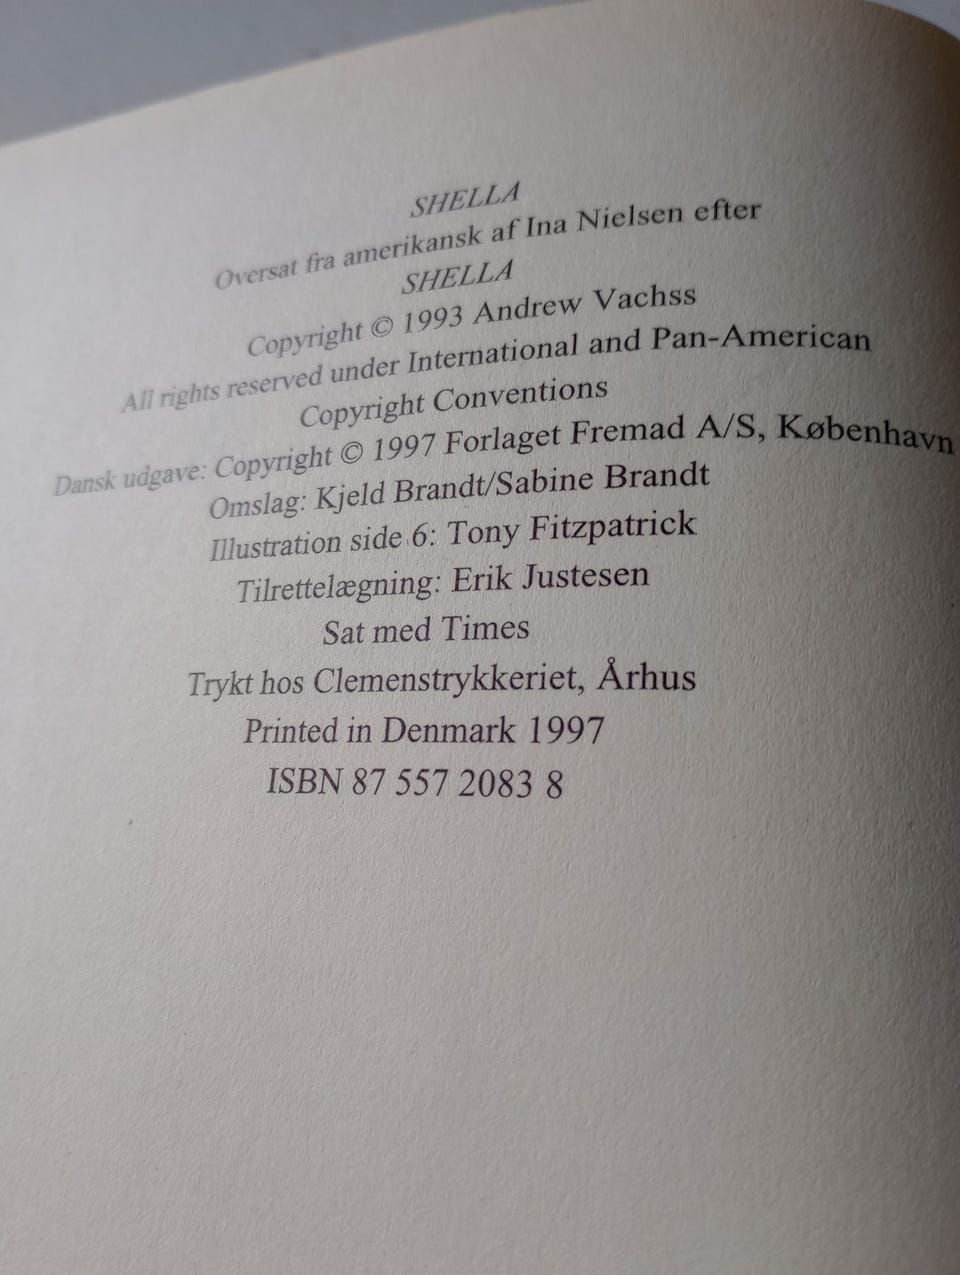 SHELLA
Oversat fra amerikansk af Ina Nielsen efter
SHELLA
Copyright © 1993 Andrew Vachss
All rights reserved under International and Pan-American
Copyright Conventions
Dansk udgave: Copyright © 1997 Forlaget Fremad A/S, København
Omslag: Kjeld Brandt/Sabine Brandt
Illustration side 6: Tony Fitzpatrick
Tilrettelægning: Erik Justesen
Sat med Times
Trykt hos Clemenstrykkeriet, Århus
Printed in Denmark 1997
ISBN 87 557 2083 8